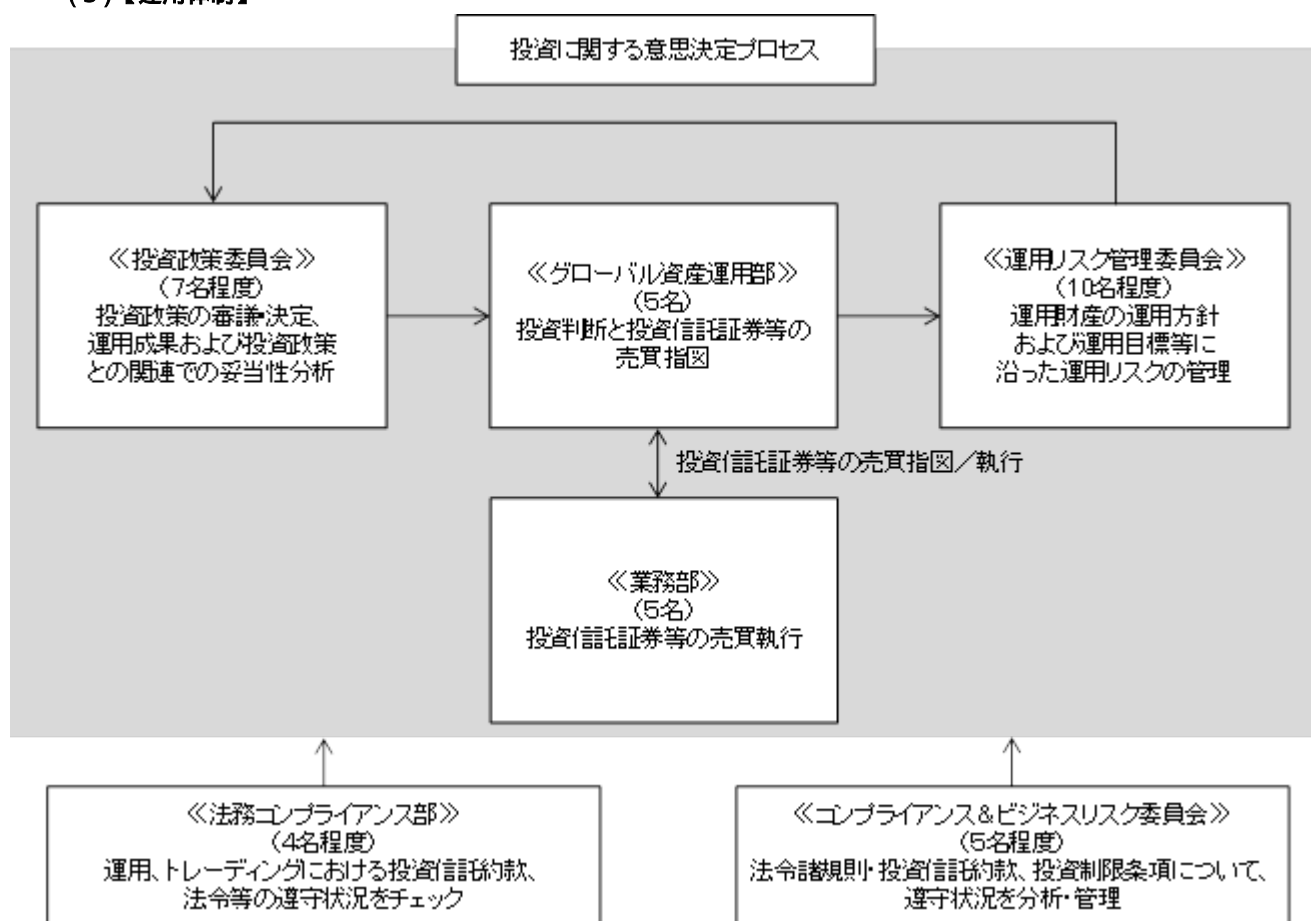 投資に関する意思決定プロセス
≪投資政策委員会≫
(7名程度)
投資政策の審議・決定、
運用成果および投資政策
との関連での妥当性分析
≪グローバル資産運用部≫
(5名)
投資判断と投資信託証券等の
売買指図
≪運用リスク管理委員会≫
(10名程度)
運用財産の運用方針
および運用目標等に
沿った運用リスクの管理
投資信託証券等の売買指図／執行
≪業務部≫
(5名)
投資信託証券等の売買執行
≪法務コンプライアンス部≫
(4名程度)
運用、トレーディングにおける投資信託約款、
法令等の遵守状況をチェック
≪コンプライアンス＆ビジネスリスク委員会≫
(5名程度)
法令諸規則・投資信託約款、投資制限条項について、
遵守状況を分析・管理